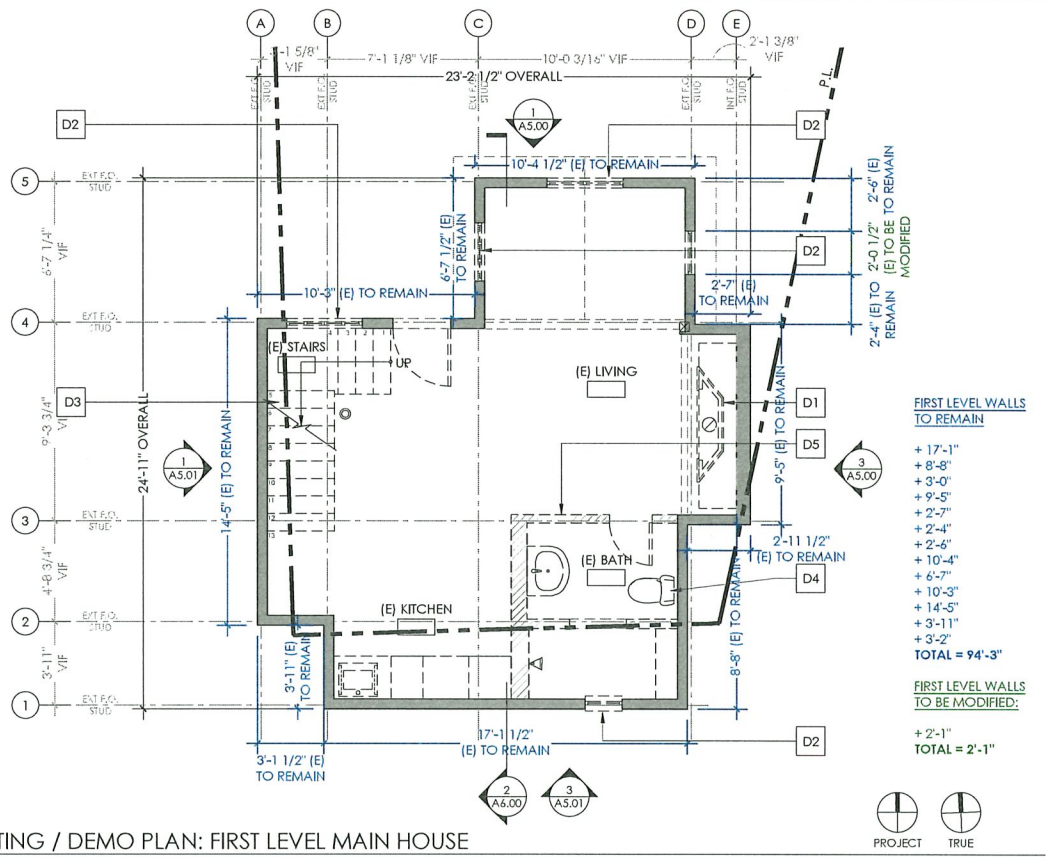 A
B
C
D
E
-1 5/8"
VIF
7'-1 1/8" VIF
10'-0 3/16" VIF
2'-1 3/8"
VIF
23'-2 1/2" OVERALL
EXT F.O.
STUD
EXT F.O.
STUD
EXT F.O.
STUD
EXT F.O.
STUD
INT F.O.
STUD
P.L.
D2
1
A5.00
D2
10'-4 1/2" (E) TO REMAIN
5
EXT F.O.
STUD
6'-7 1/4"
VIF
6'-7 1/2" (E)
TO REMAIN
2'-6" (E)
TO REMAIN
2'-0 1/2"
(E) TO BE
MODIFIED
2'-4" (E) TO
REMAIN
D2
10'-3" (E) TO REMAIN
2'-7" (E)
TO REMAIN
4
EXT F.O.
STUD
(E) STAIRS
UP
(E) LIVING
D3
D1
9'-3 3/4"
VI
24'-11" OVERALL
14'-5" (E) TO REMAIN
9'-5" (E) TO REMAIN
D5
1
A5.01
3
A5.00
3
EXT F.O.
STUD
2'-11 1/2"
(E) TO REMAIN
(E) BATH
D4
4'-8 3/4"
VIF
(E) KITCHEN
2
EXT F.O.
STUD
3'-11"
VIF
3'-11" (E)
TO REMAIN
8'-8" (E) TO REMAIN
1
EXT F.O.
STUD
17'-1 1/2"
(E) TO REMAIN
D2
3'-1 1/2" (E)
TO REMAIN
2
A6.00
3
A5.01
FIRST LEVEL WALLS
TO REMAIN
+ 17'-1"
+ 8'-8"
+ 3'-0"
+ 9'-5"
+ 2'-7"
+ 2'-4"
+ 2'-6"
+ 10'-4"
+ 6'-7"
+ 10'-3"
+ 14'-5"
+ 3'-11"
+ 3'-2"
TOTAL = 94'-3"
FIRST LEVEL WALLS
TO BE MODIFIED:
+ 2'-1"
TOTAL = 2'-1"
PROJECT
TRUE
TING / DEMO PLAN: FIRST LEVEL MAIN HOUSE